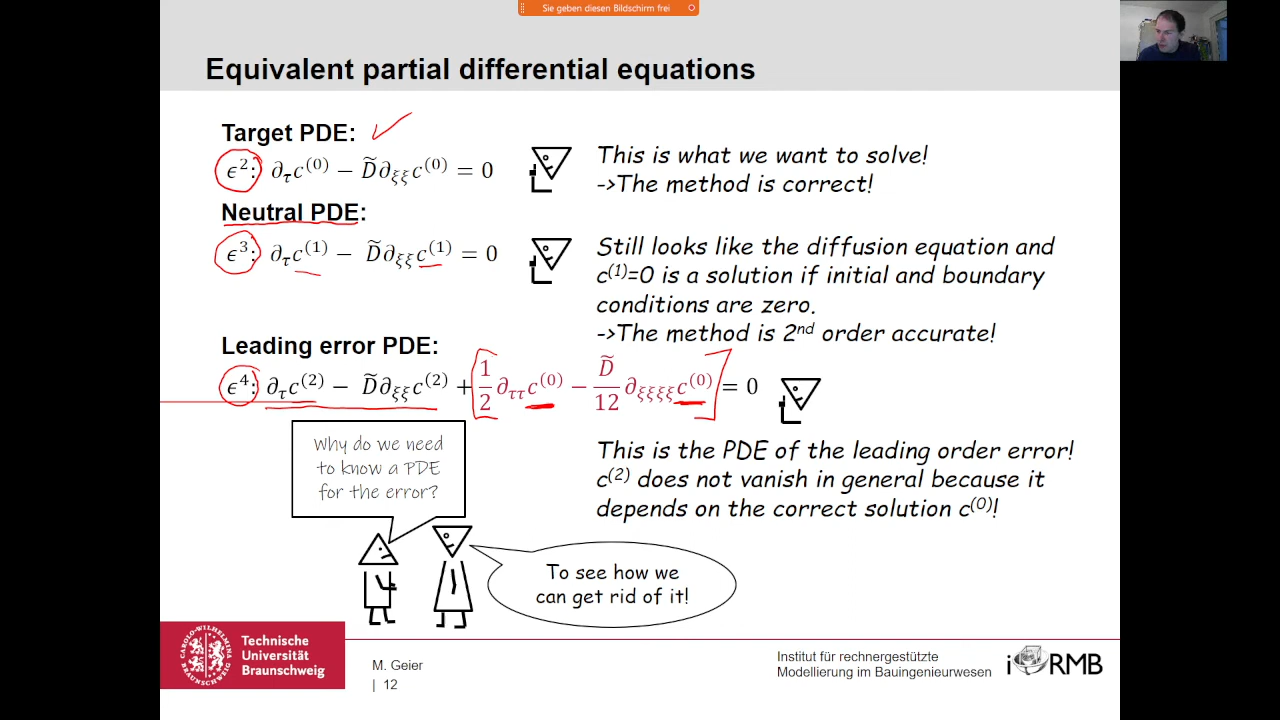 Sie geben diesen Bildschirm frei
Equivalent partial differential equations
Target PDE:
ϵ²: ∂_τ c⁽⁰⁾ − D̃∂_ξξ c⁽⁰⁾ = 0
This is what we want to solve!
->The method is correct!
Neutral PDE:
ϵ³: ∂_τ c⁽¹⁾ − D̃∂_ξξ c⁽¹⁾ = 0
Still looks like the diffusion equation and
c⁽¹⁾=0 is a solution if initial and boundary
conditions are zero.
->The method is 2nd order accurate!
Leading error PDE:
ϵ⁴: ∂_τ c⁽²⁾ − D̃∂_ξξ c⁽²⁾ + [1/2 ∂_ττ c⁽⁰⁾ − D̃/12 ∂_ξξξξ c⁽⁰⁾] = 0
This is the PDE of the leading order error!
c⁽²⁾ does not vanish in general because it
depends on the correct solution c⁽⁰⁾!
Why do we need
to know a PDE
for the error?
To see how we
can get rid of it!
CAROLO-WILHELMINA
BRAUNSCHWEIG
Technische
Universität
Braunschweig
M. Geier
| 12
Institut für rechnergestützte
Modellierung im Bauingenieurwesen
iRMB